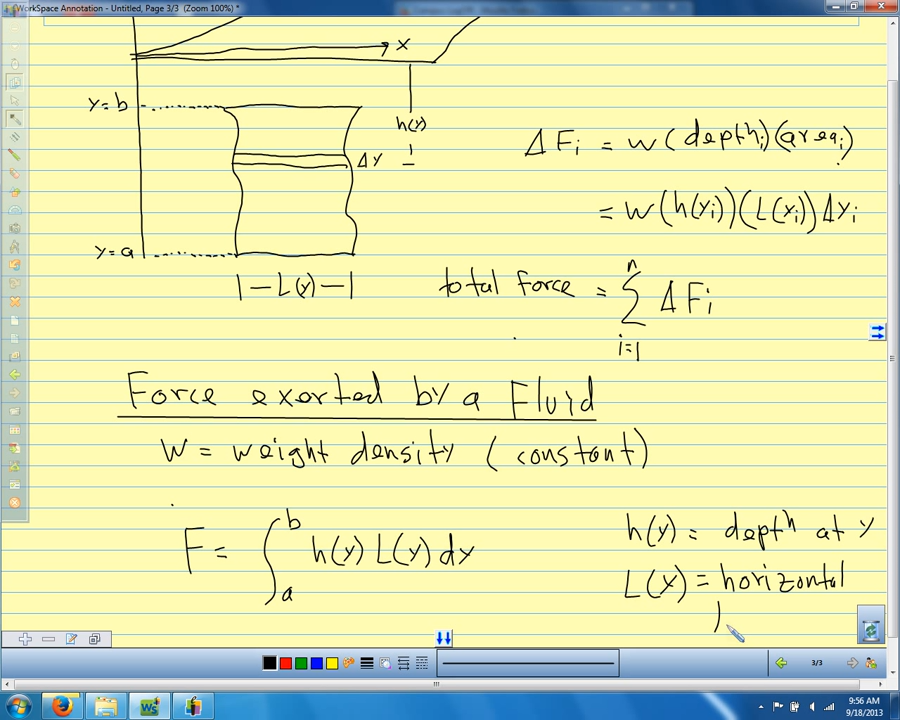 WorkSpace Annotation - Untitled, Page 3/3 (Zoom 100%) *
x
y=b
h(y)
Δy
y=a
|– L(y) –|
ΔFi = w(depthi)(areai)
= w(h(yi))(L(yi))Δyi
total force = ∑ i=1 n ΔFi
Force exerted by a Fluid
W = weight density (constant)
F = ∫ a b h(y) L(y) dy
h(y) = depth at y
L(y) = horizontal
3/3
9:56 AM
9/18/2013